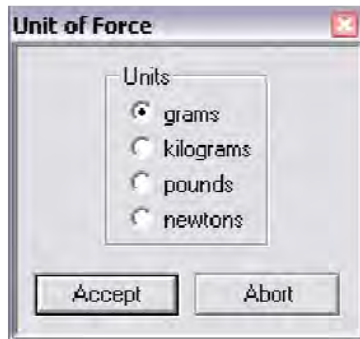 Unit of Force
Units
grams
kilograms
pounds
newtons
Accept
Abort